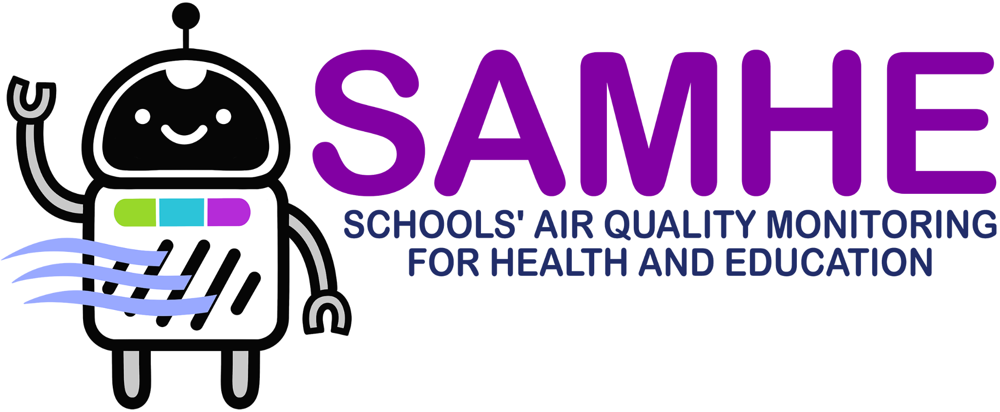 SAMHE
SCHOOLS' AIR QUALITY MONITORING
FOR HEALTH AND EDUCATION